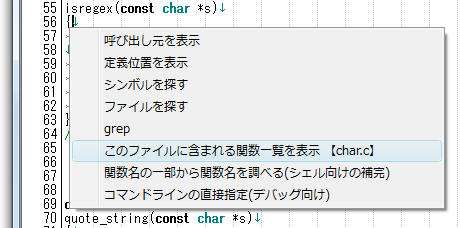 55 isregex(const char *s)↓
56 {↓
57
58
59
60
61
62
63 }
64 /
65
66
67
68
69
70 quote_string(const char *s)↓
71
呼び出し元を表示
定義位置を表示
シンボルを探す
ファイルを探す
grep
このファイルに含まれる関数一覧を表示 【char.c】
関数名の一部から関数名を調べる(シェル向けの補完)
コマンドラインの直接指定(デバッグ向け)